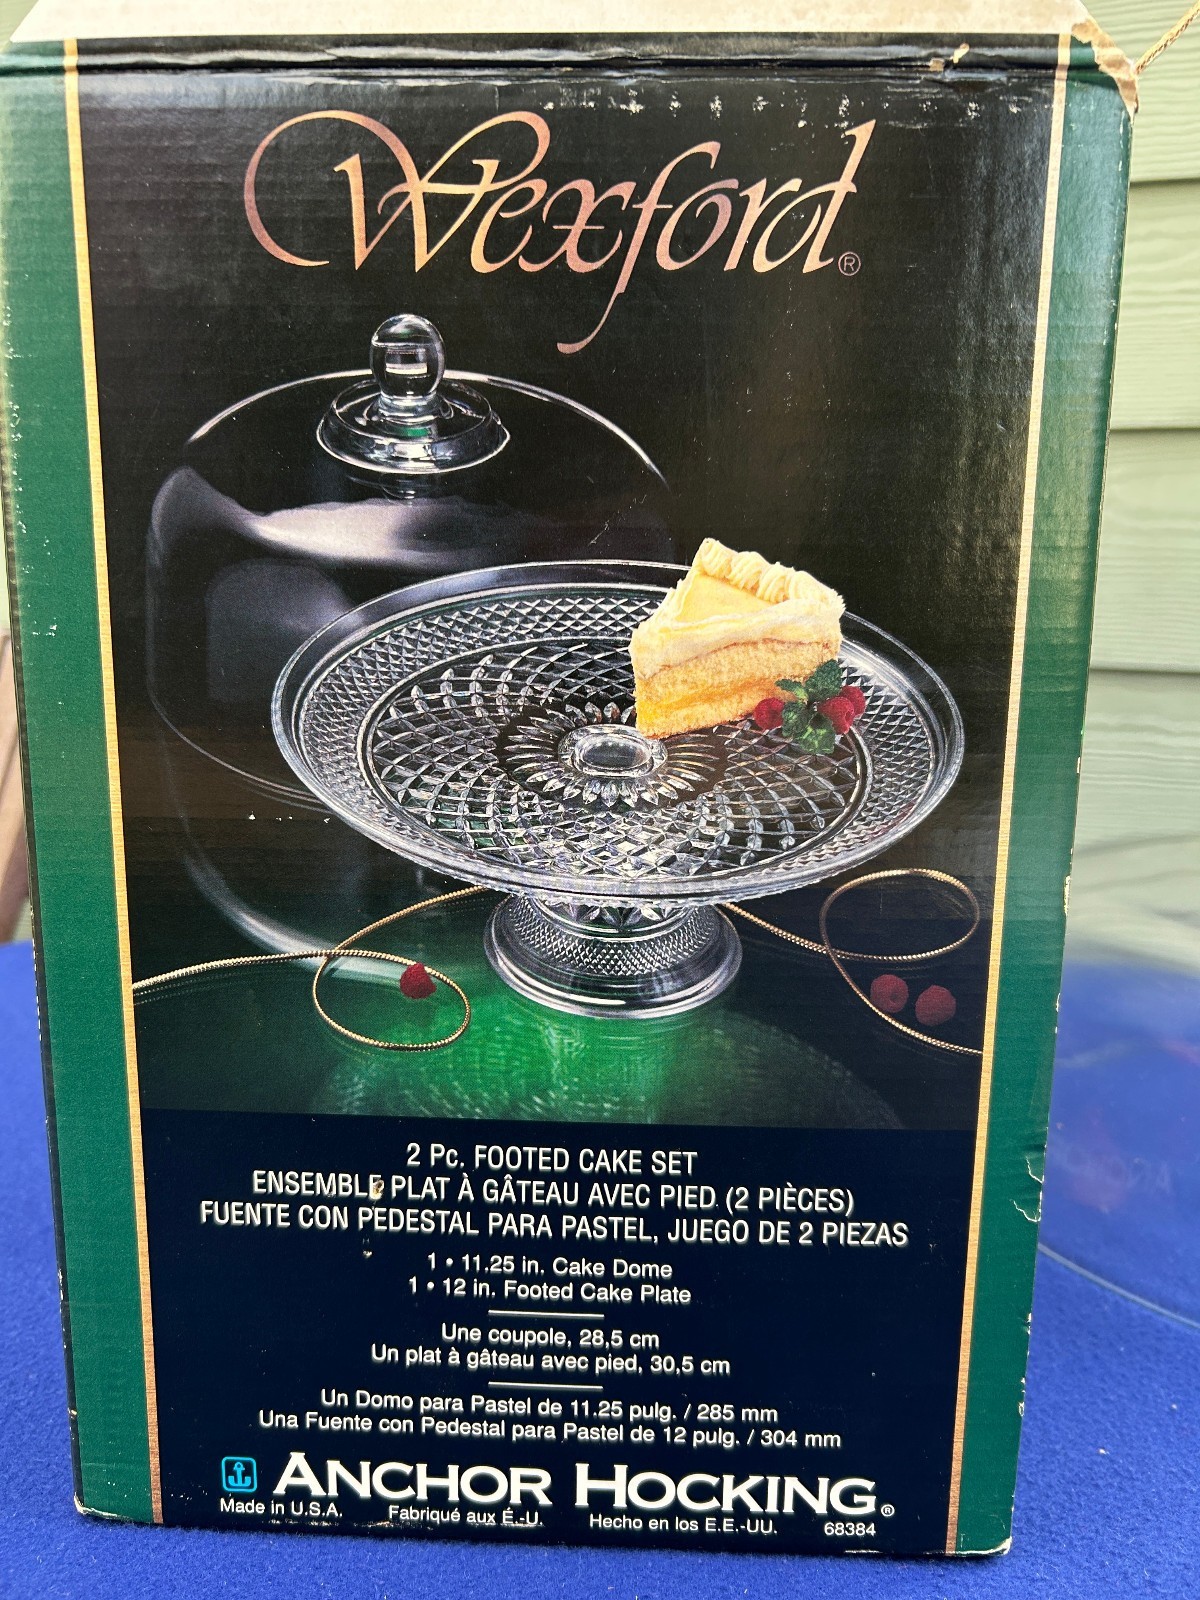 Wexford®
2 Pc. FOOTED CAKE SET
ENSEMBLE PLAT À GÂTEAU AVEC PIED (2 PIÈCES)
FUENTE CON PEDESTAL PARA PASTEL, JUEGO DE 2 PIEZAS
1 • 11.25 in. Cake Dome
1 • 12 in. Footed Cake Plate
Une coupole, 28,5 cm
Un plat à gâteau avec pied, 30,5 cm
Un Domo para Pastel de 11.25 pulg. / 285 mm
Una Fuente con Pedestal para Pastel de 12 pulg. / 304 mm
ANCHOR HOCKING®
Made in U.S.A. Fabriqué aux É.-U. Hecho en los E.E.-UU. 68384